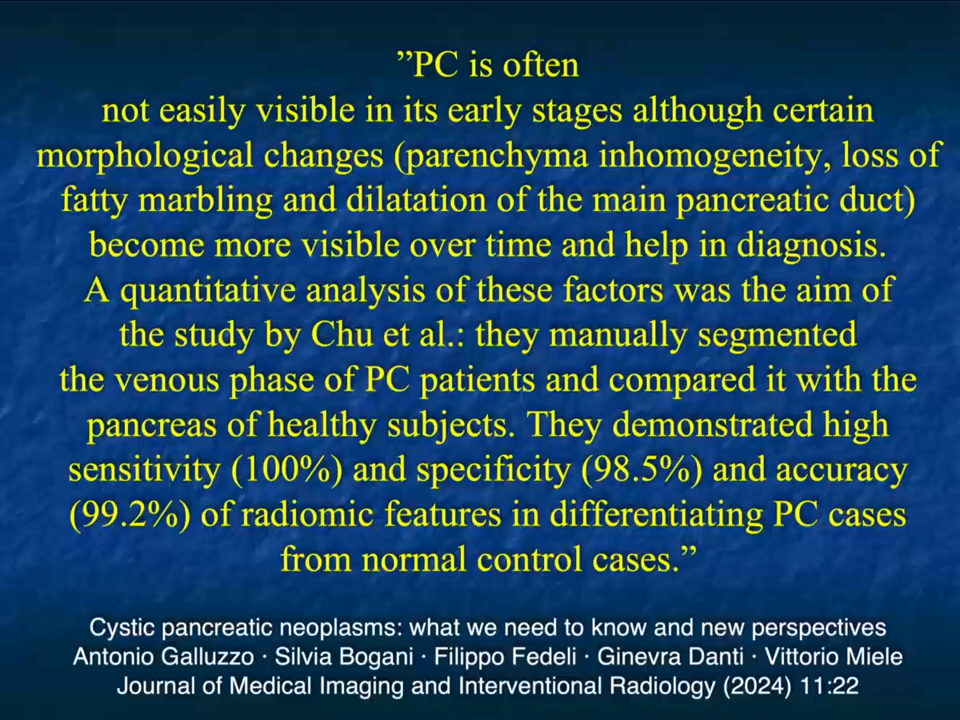 ”PC is often
not easily visible in its early stages although certain
morphological changes (parenchyma inhomogeneity, loss of
fatty marbling and dilatation of the main pancreatic duct)
become more visible over time and help in diagnosis.
A quantitative analysis of these factors was the aim of
the study by Chu et al.: they manually segmented
the venous phase of PC patients and compared it with the
pancreas of healthy subjects. They demonstrated high
sensitivity (100%) and specificity (98.5%) and accuracy
(99.2%) of radiomic features in differentiating PC cases
from normal control cases.”
Cystic pancreatic neoplasms: what we need to know and new perspectives
Antonio Galluzzo · Silvia Bogani · Filippo Fedeli · Ginevra Danti · Vittorio Miele
Journal of Medical Imaging and Interventional Radiology (2024) 11:22